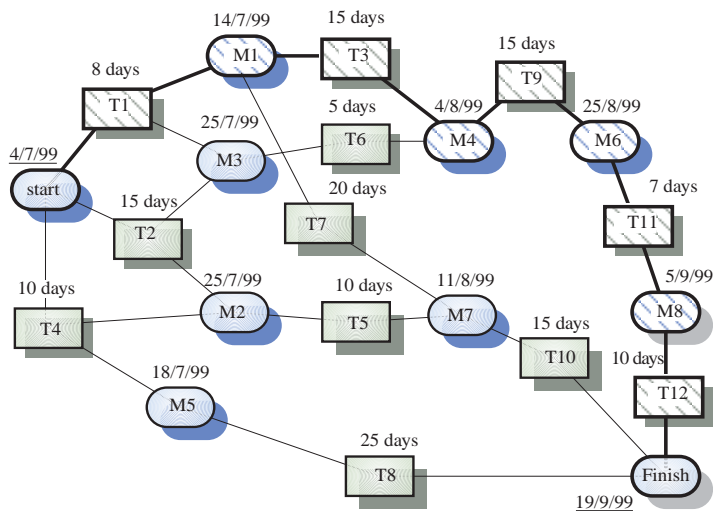 14/7/99
15 days
M1
T3
15 days
T9
8 days
T1
5 days
4/8/99
25/8/99
25/7/99
T6
M4
M6
M3
4/7/99
start
7 days
20 days
15 days
T2
T7
T11
25/7/99
11/8/99
5/9/99
10 days
10 days
M2
T5
M7
M8
T4
15 days
T10
10 days
18/7/99
M5
T12
25 days
T8
Finish
19/9/99